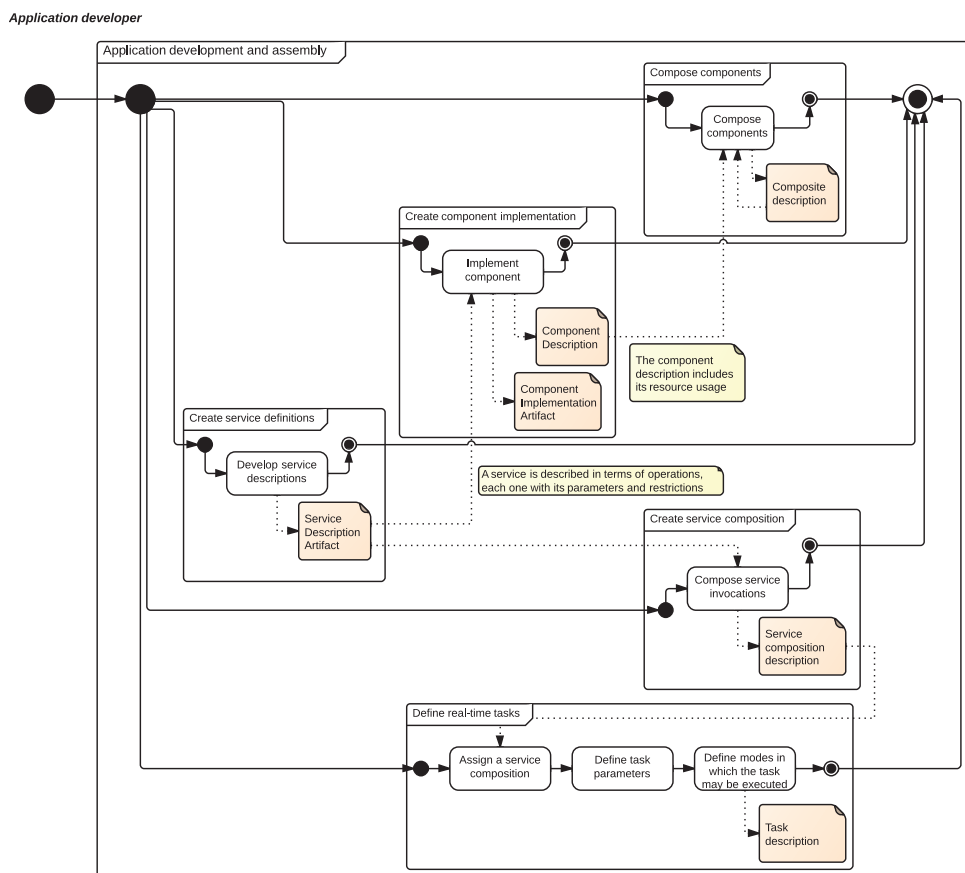 Application developer
Application development and assembly
Compose components
Compose
components
Composite
description
Create component implementation
Implement
component
Component
Description
Component
Implementation
Artifact
The component
description includes
its resource usage
Create service definitions
Develop service
descriptions
Service
Description
Artifact
A service is described in terms of operations,
each one with its parameters and restrictions
Create service composition
Compose service
invocations
Service
composition
description
Define real-time tasks
Assign a service
composition
Define task
parameters
Define modes in
which the task
may be executed
Task
description